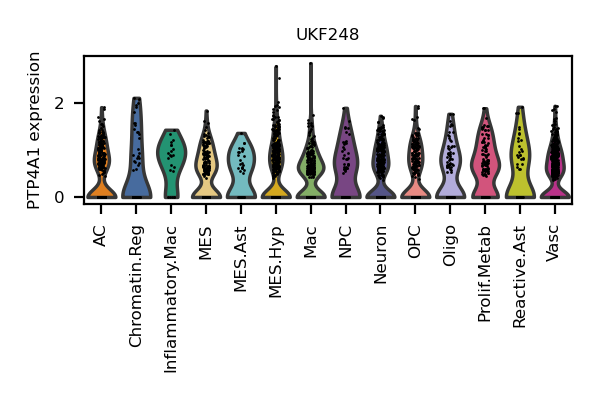 UKF248
PTP4A1 expression
2
0
AC
Chromatin.Reg
Inflammatory.Mac
MES
MES.Ast
MES.Hyp
Mac
NPC
Neuron
OPC
Oligo
Prolif.Metab
Reactive.Ast
Vasc